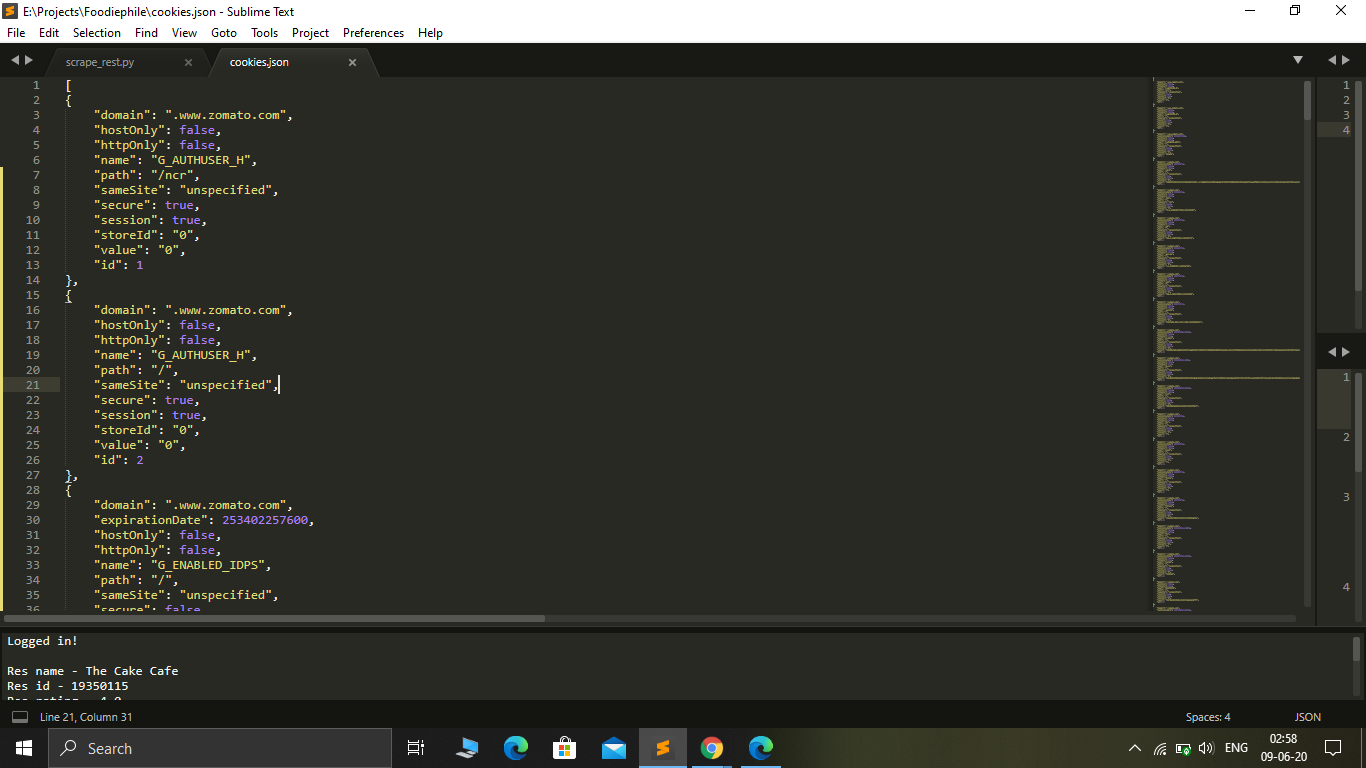 E:\Projects\Foodiephile\cookies.json - Sublime Text
File Edit Selection Find View Goto Tools Project Preferences Help
scrape_rest.py × cookies.json ×
1 [
2 {
3 "domain": ".www.zomato.com",
4 "hostOnly": false,
5 "httpOnly": false,
6 "name": "G_AUTHUSER_H",
7 "path": "/ncr",
8 "sameSite": "unspecified",
9 "secure": true,
10 "session": true,
11 "storeId": "0",
12 "value": "0",
13 "id": 1
14 },
15 {
16 "domain": ".www.zomato.com",
17 "hostOnly": false,
18 "httpOnly": false,
19 "name": "G_AUTHUSER_H",
20 "path": "/",
21 "sameSite": "unspecified",
22 "secure": true,
23 "session": true,
24 "storeId": "0",
25 "value": "0",
26 "id": 2
27 },
28 {
29 "domain": ".www.zomato.com",
30 "expirationDate": 253402257600,
31 "hostOnly": false,
32 "httpOnly": false,
33 "name": "G_ENABLED_IDPS",
34 "path": "/",
35 "sameSite": "unspecified",
36 "secure": false
1
2
3
4
1
2
3
4
Logged in!
Res name - The Cake Cafe
Res id - 19350115
Res rating - 4.0
Line 21, Column 31
Spaces: 4
JSON
Search
ENG
02:58
09-06-20